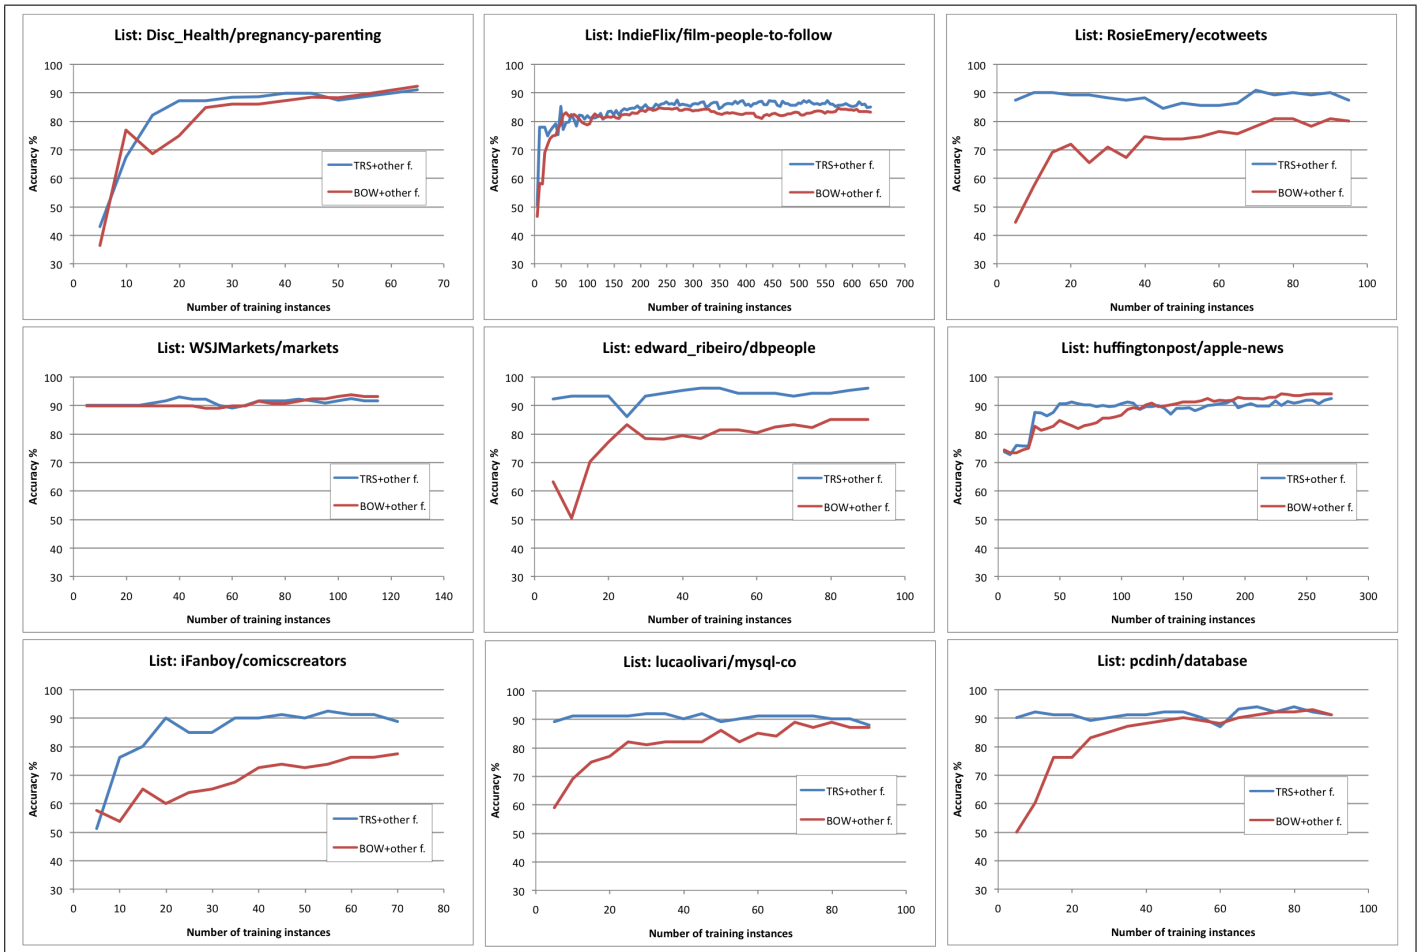 List: Disc_Health/pregnancy-parenting
100
90
80
70
60
50
40
30
Accuracy %
TRS+other f.
BOW+other f.
0 10 20 30 40 50 60 70
Number of training instances
List: IndieFlix/film-people-to-follow
100
90
80
70
60
50
40
30
Accuracy %
TRS+other f.
BOW+other f.
0 50 100 150 200 250 300 350 400 450 500 550 600 650 700
Number of training instances
List: RosieEmery/ecotweets
100
90
80
70
60
50
40
30
Accuracy %
TRS+other f.
BOW+other f.
0 20 40 60 80 100
Number of training instances
List: WSJMarkets/markets
100
90
80
70
60
50
40
30
Accuracy %
TRS+other f.
BOW+other f.
0 20 40 60 80 100 120 140
Number of training instances
List: edward_ribeiro/dbpeople
100
90
80
70
60
50
40
30
Accuracy %
TRS+other f.
BOW+other f.
0 20 40 60 80 100
Number of training instances
List: huffingtonpost/apple-news
100
90
80
70
60
50
40
30
Accuracy %
TRS+other f.
BOW+other f.
0 50 100 150 200 250 300
Number of training instances
List: iFanboy/comicscreators
100
90
80
70
60
50
40
30
Accuracy %
TRS+other f.
BOW+other f.
0 10 20 30 40 50 60 70 80
Number of training instances
List: lucaolivari/mysql-co
100
90
80
70
60
50
40
30
Accuracy %
TRS+other f.
BOW+other f.
0 20 40 60 80 100
Number of training instances
List: pcdinh/database
100
90
80
70
60
50
40
30
Accuracy %
TRS+other f.
BOW+other f.
0 20 40 60 80 100
Number of training instances